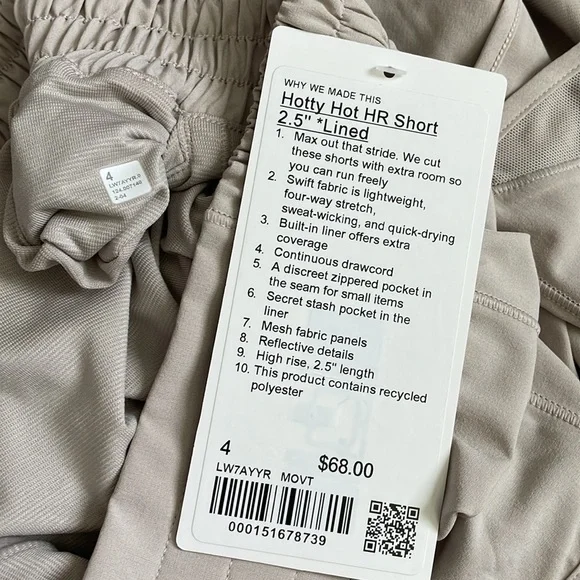 WHY WE MADE THIS
Hotty Hot HR Short
2.5" *Lined
1. Max out that stride. We cut
these shorts with extra room so
you can run freely
2. Swift fabric is lightweight,
four-way stretch,
sweat-wicking, and quick-drying
3. Built-in liner offers extra
coverage
4. Continuous drawcord
5. A discreet zippered pocket in
the seam for small items
6. Secret stash pocket in the
liner
7. Mesh fabric panels
8. Reflective details
9. High rise, 2.5" length
10. This product contains recycled
polyester
4 $68.00
LW7AYYR MOVT
000151678739
4